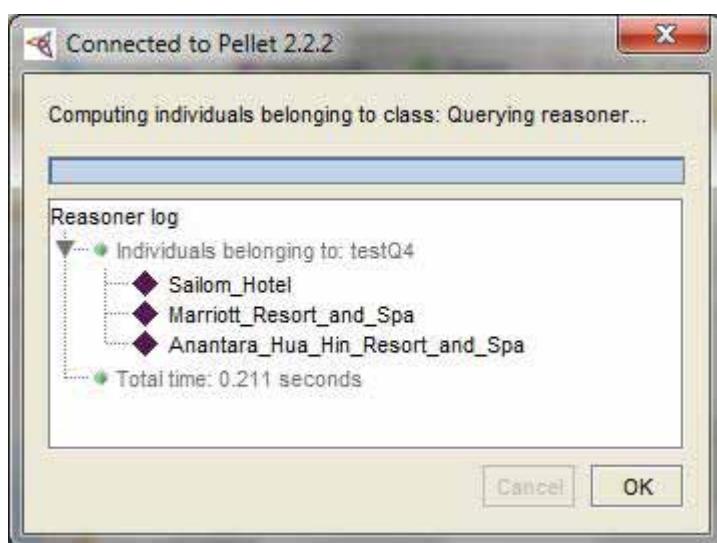 Connected to Pellet 2.2.2
Computing individuals belonging to class: Querying reasoner...
Reasoner log
Individuals belonging to: testQ4
Sailom_Hotel
Marriott_Resort_and_Spa
Anantara_Hua_Hin_Resort_and_Spa
Total time: 0.211 seconds
Cancel OK